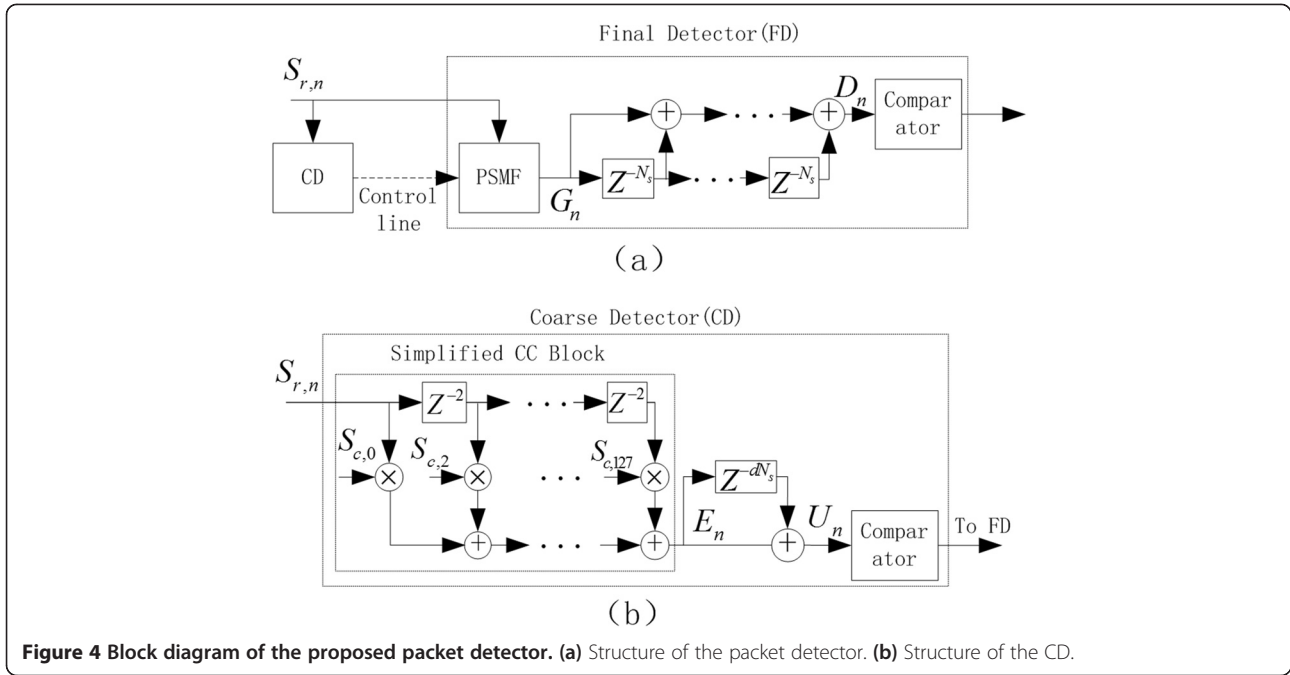 Final Detector(FD)
S_{r,n}
D_n
Compar
ator
CD
Control
line
PSMF
G_n
Z^{-N_s}
. . .
Z^{-N_s}
. . .
(a)
Coarse Detector(CD)
Simplified CC Block
S_{r,n}
Z^{-2}
. . .
Z^{-2}
S_{c,0}
S_{c,2}
. . .
S_{c,127}
Z^{-dN_s}
. . .
E_n
U_n
Compar
ator
To FD
(b)
Figure 4 Block diagram of the proposed packet detector. (a) Structure of the packet detector. (b) Structure of the CD.